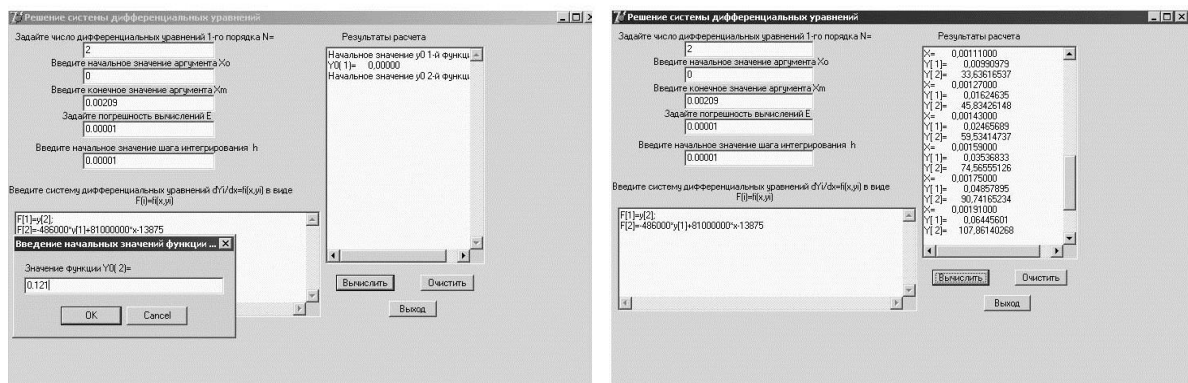 Решение системы дифференциальных уравнений
Задайте число дифференциальных уравнений 1-го порядка N=
2
Введите начальное значение аргумента Xo
0
Введите конечное значение аргумента Xm
0.00209
Задайте погрешность вычислений E
0.00001
Введите начальное значение шага интегрирования h
0.00001
Введите систему дифференциальных уравнений dYi/dx=fi(x,yi) в виде
F(i)=fi(x,yi)
F[1]=y[2];
F[2]=-486000*y[1]+81000000*x-13875
Введение начальных значений функции ...
Значение функции Y0( 2)=
0.121
OK
Cancel
Результаты расчета
Начальное значение y0 1-й функц
Y0( 1)= 0,00000
Начальное значение y0 2-й функц
Вычислить
Очистить
Выход
Решение системы дифференциальных уравнений
Задайте число дифференциальных уравнений 1-го порядка N=
2
Введите начальное значение аргумента Xo
0
Введите конечное значение аргумента Xm
0.00209
Задайте погрешность вычислений E
0.00001
Введите начальное значение шага интегрирования h
0.00001
Введите систему дифференциальных уравнений dYi/dx=fi(x,yi) в виде
F(i)=fi(x,yi)
F[1]=y[2];
F[2]=-486000*y[1]+81000000*x-13875
Результаты расчета
X= 0,00111000
Y[ 1]= 0,00990979
Y[ 2]= 33,63616537
X= 0,00127000
Y[ 1]= 0,01624635
Y[ 2]= 45,83426148
X= 0,00143000
Y[ 1]= 0,02465689
Y[ 2]= 59,53414737
X= 0,00159000
Y[ 1]= 0,03536833
Y[ 2]= 74,56555126
X= 0,00175000
Y[ 1]= 0,04857895
Y[ 2]= 90,74165234
X= 0,00191000
Y[ 1]= 0,06445601
Y[ 2]= 107,86140268
Вычислить
Очистить
Выход